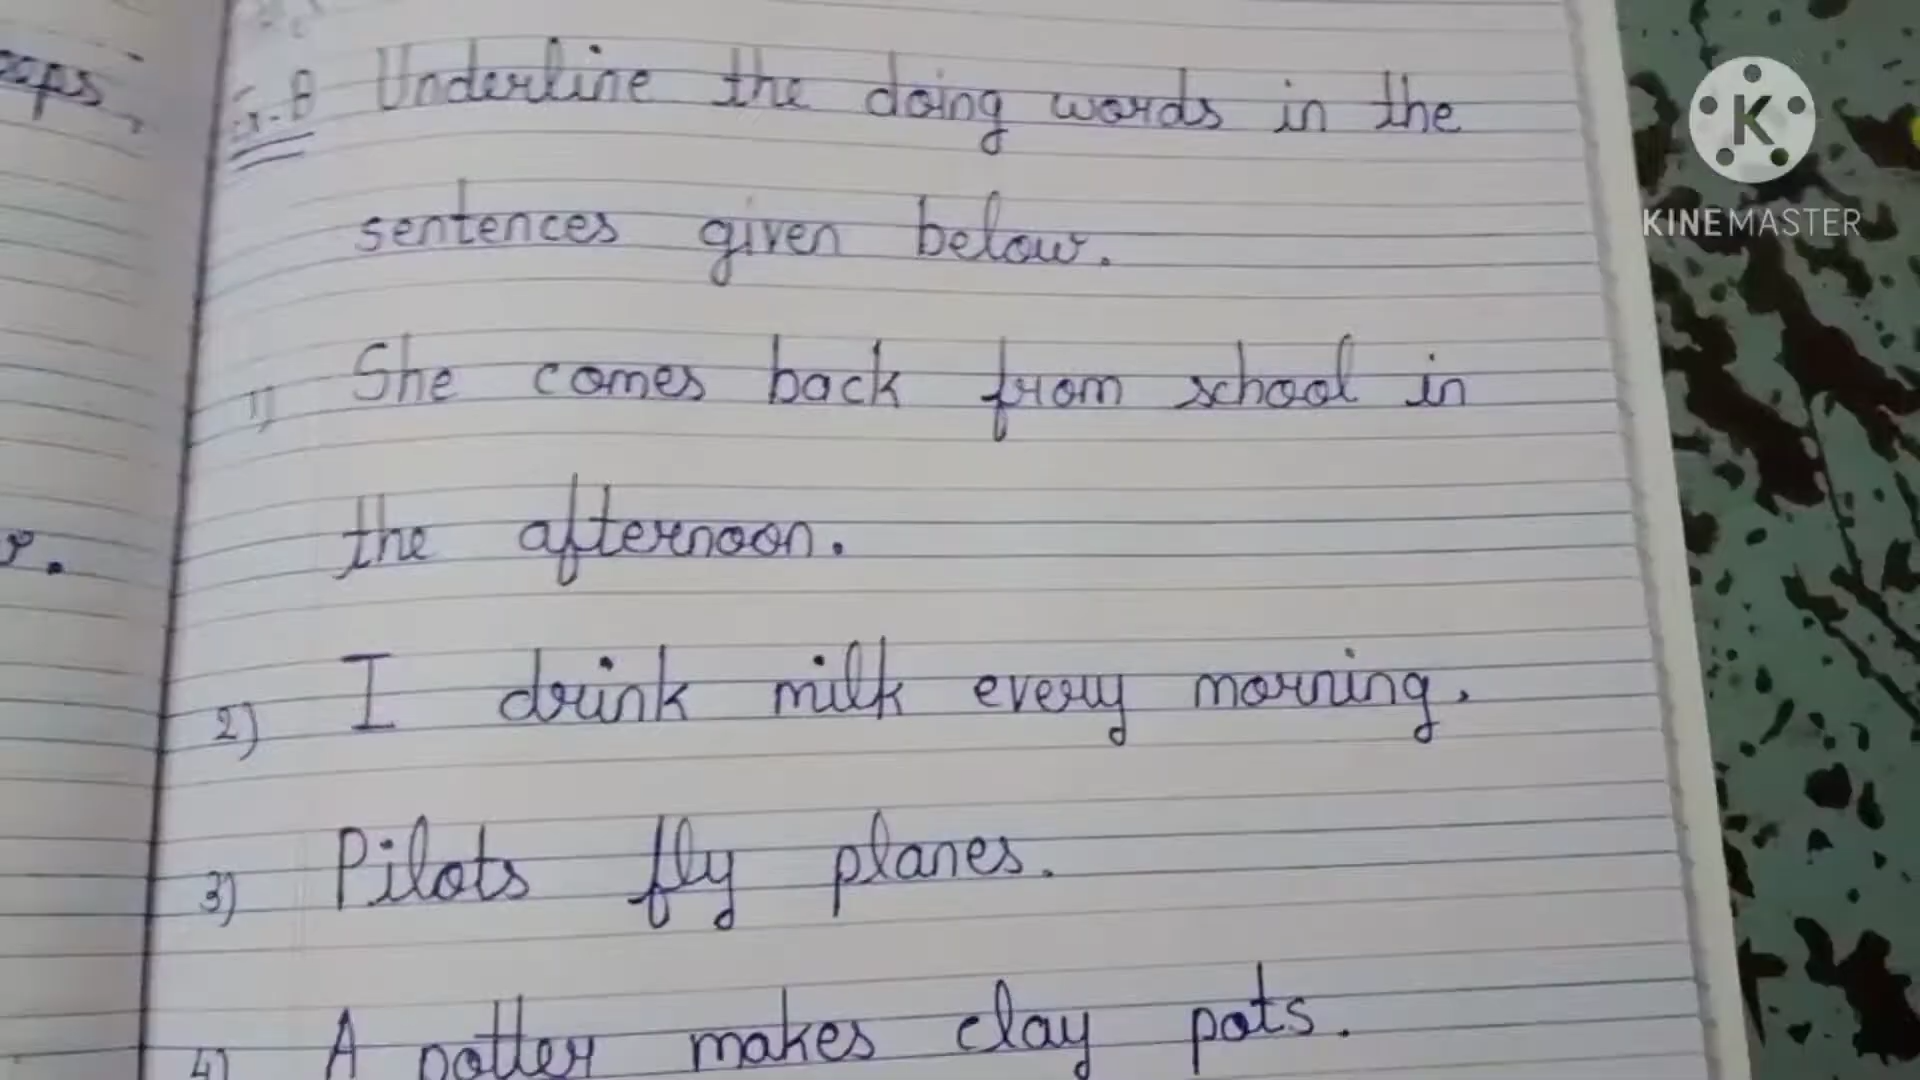 Underline the doing words in the
sentences given below.
1) She comes back from school in
the afternoon.
2) I drink milk every morning.
3) Pilots fly planes.
4) A potter makes clay pots.
K
KINEMASTER